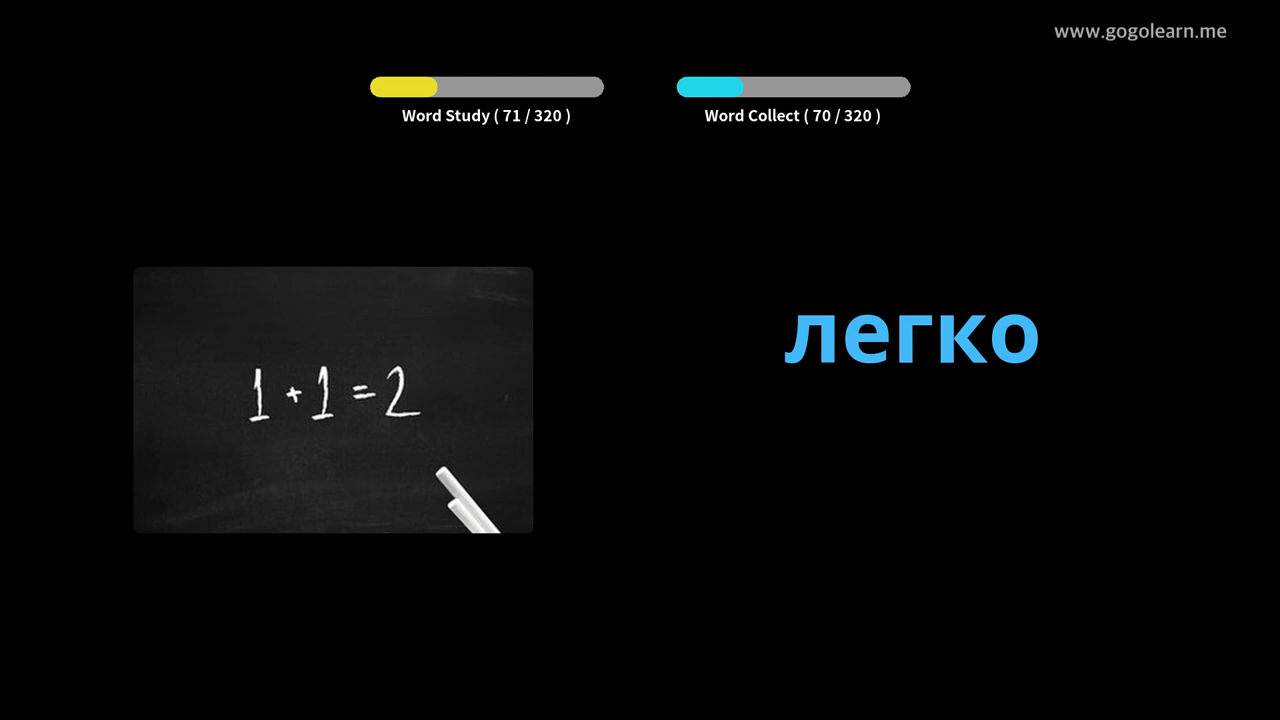 www.gogolearn.me
Word Study ( 71 / 320 )
Word Collect ( 70 / 320 )
легко
1 + 1 = 2